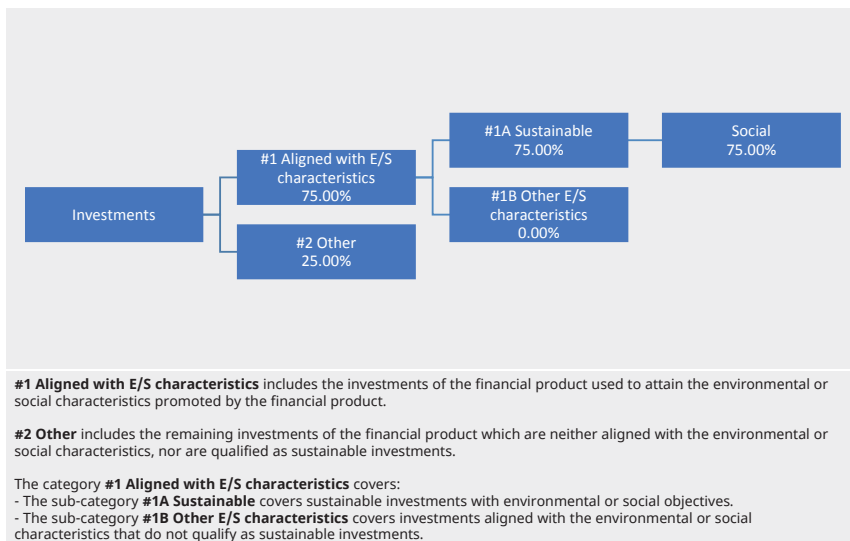 Investments
#1 Aligned with E/S
characteristics
75.00%
#2 Other
25.00%
#1A Sustainable
75.00%
#1B Other E/S
characteristics
0.00%
Social
75.00%
#1 Aligned with E/S characteristics includes the investments of the financial product used to attain the environmental or
social characteristics promoted by the financial product.
#2 Other includes the remaining investments of the financial product which are neither aligned with the environmental or
social characteristics, nor are qualified as sustainable investments.
The category #1 Aligned with E/S characteristics covers:
- The sub-category #1A Sustainable covers sustainable investments with environmental or social objectives.
- The sub-category #1B Other E/S characteristics covers investments aligned with the environmental or social
characteristics that do not qualify as sustainable investments.